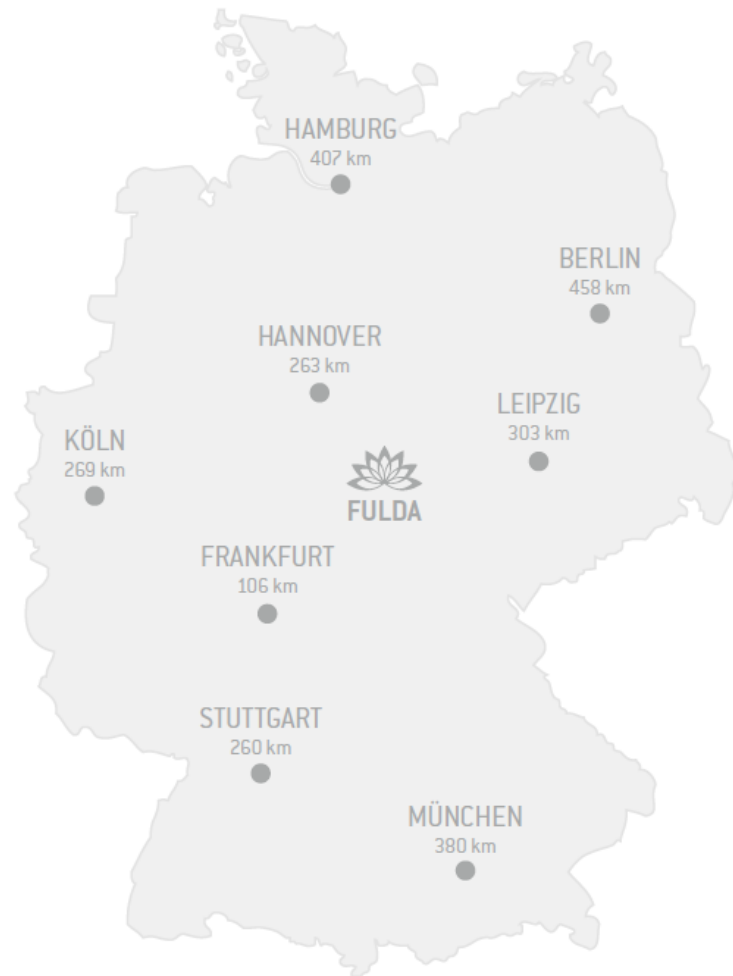 HAMBURG
407 km
BERLIN
458 km
HANNOVER
263 km
LEIPZIG
303 km
KÖLN
269 km
FULDA
FRANKFURT
106 km
STUTTGART
260 km
MÜNCHEN
380 km